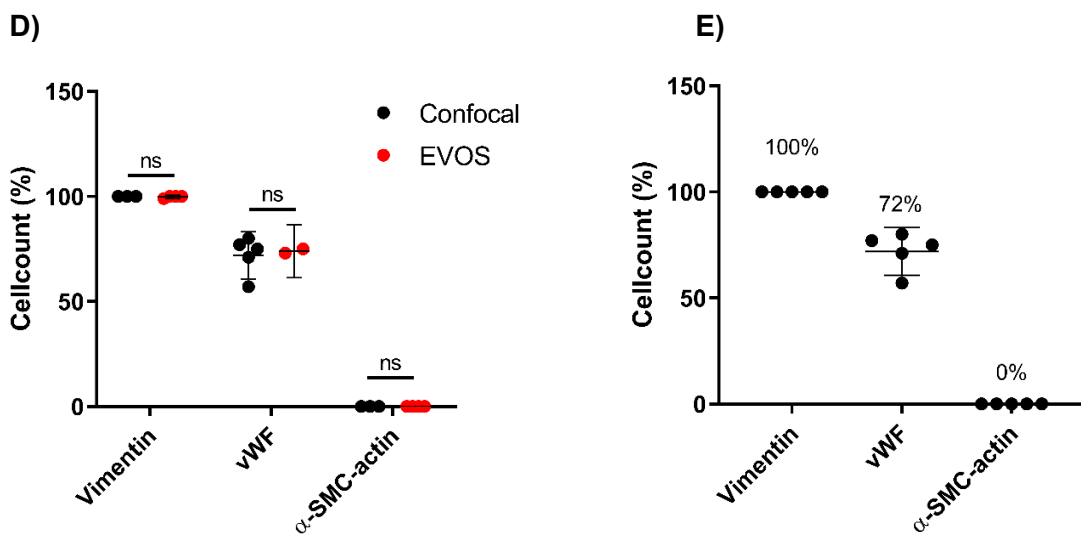 D)
Cellcount (%)
150
100
50
0
Confocal
EVOS
ns
ns
ns
Vimentin
vWF
α-SMC-actin
E)
Cellcount (%)
150
100
50
0
100%
72%
0%
Vimentin
vWF
α-SMC-actin